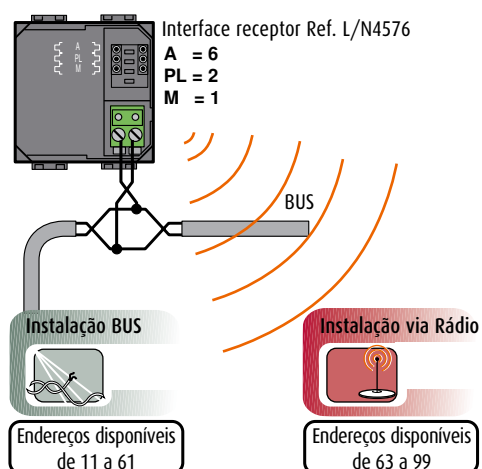 Interface receptor Ref. L/N4576
A = 6
PL = 2
M = 1
A
PL
M
BUS
Instalação BUS
Instalação via Rádio
Endereços disponíveis
de 11 a 61
Endereços disponíveis
de 63 a 99